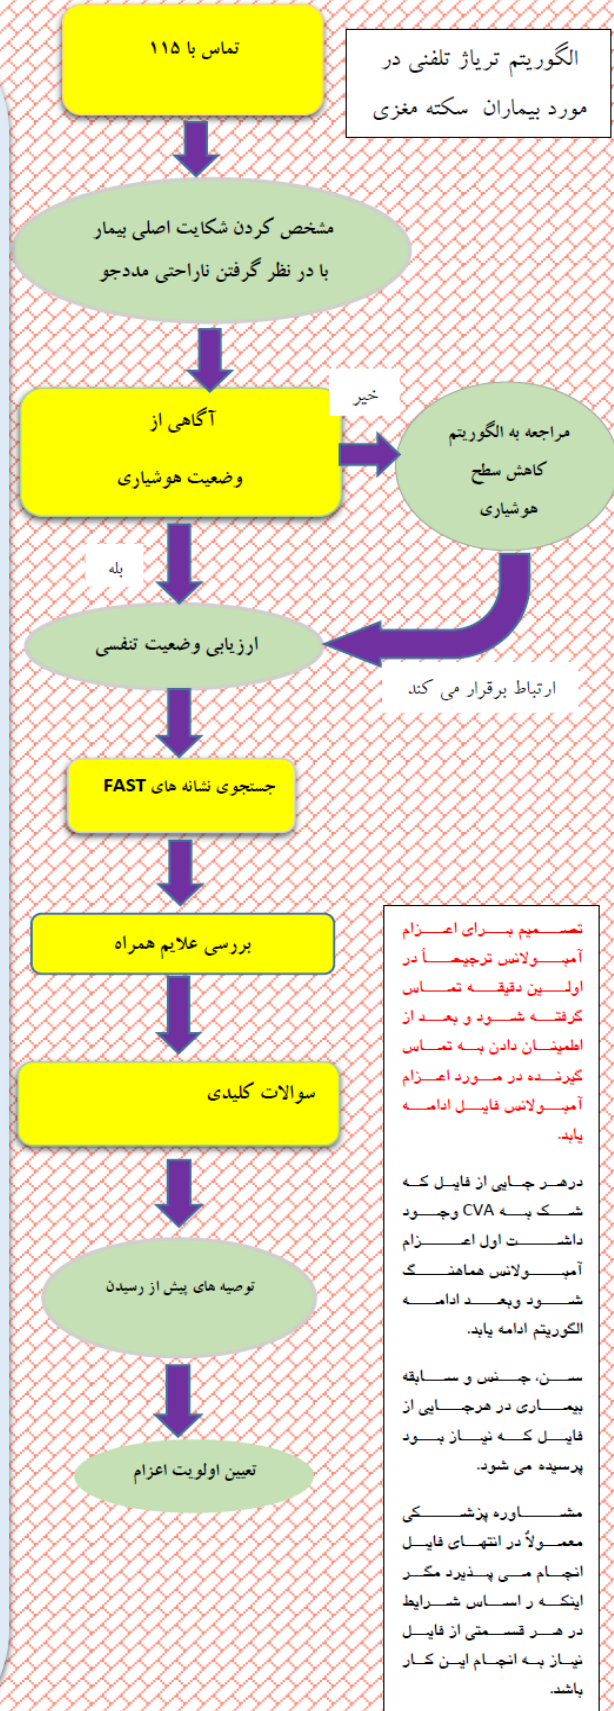 الگوریتم تریاژ تلفنی در
مورد بیماران سکته مغزی
تماس با ۱۱۵
مشخص کردن شکایت اصلی بیمار
با در نظر گرفتن ناراحتی مددجو
آگاهی از
وضعیت هوشیاری
خیر
مراجعه به الگوریتم
کاهش سطح
هوشیاری
بله
ارزیابی وضعیت تنفسی
ارتباط برقرار می کند
جستجوی نشانه های FAST
بررسی علایم همراه
سوالات کلیدی
توصیه های پیش از رسیدن
تعیین اولویت اعزام
تصمیم برای اعزام
آمبولانس ترجیحاً در
اولین دقیقه تماس
گرفته شود و بعد از
اطمینان دادن به تماس
گیرنده در مورد اعزام
آمبولانس فایل ادامه
یابد.
درهر جایی از فایل که
شک به CVA وجود
داشت اول اعزام
آمبولانس هماهنگ
شود وبعد ادامه
الگوریتم ادامه یابد.
سن، جنس و سابقه
بیماری در هرجایی از
فایل که نیاز بود
پرسیده می شود.
مشاوره پزشکی
معمولاً در انتهای فایل
انجام می پذیرد مگر
اینکه ر اساس شرایط
در هر قسمتی از فایل
نیاز به انجام این کار
باشد.